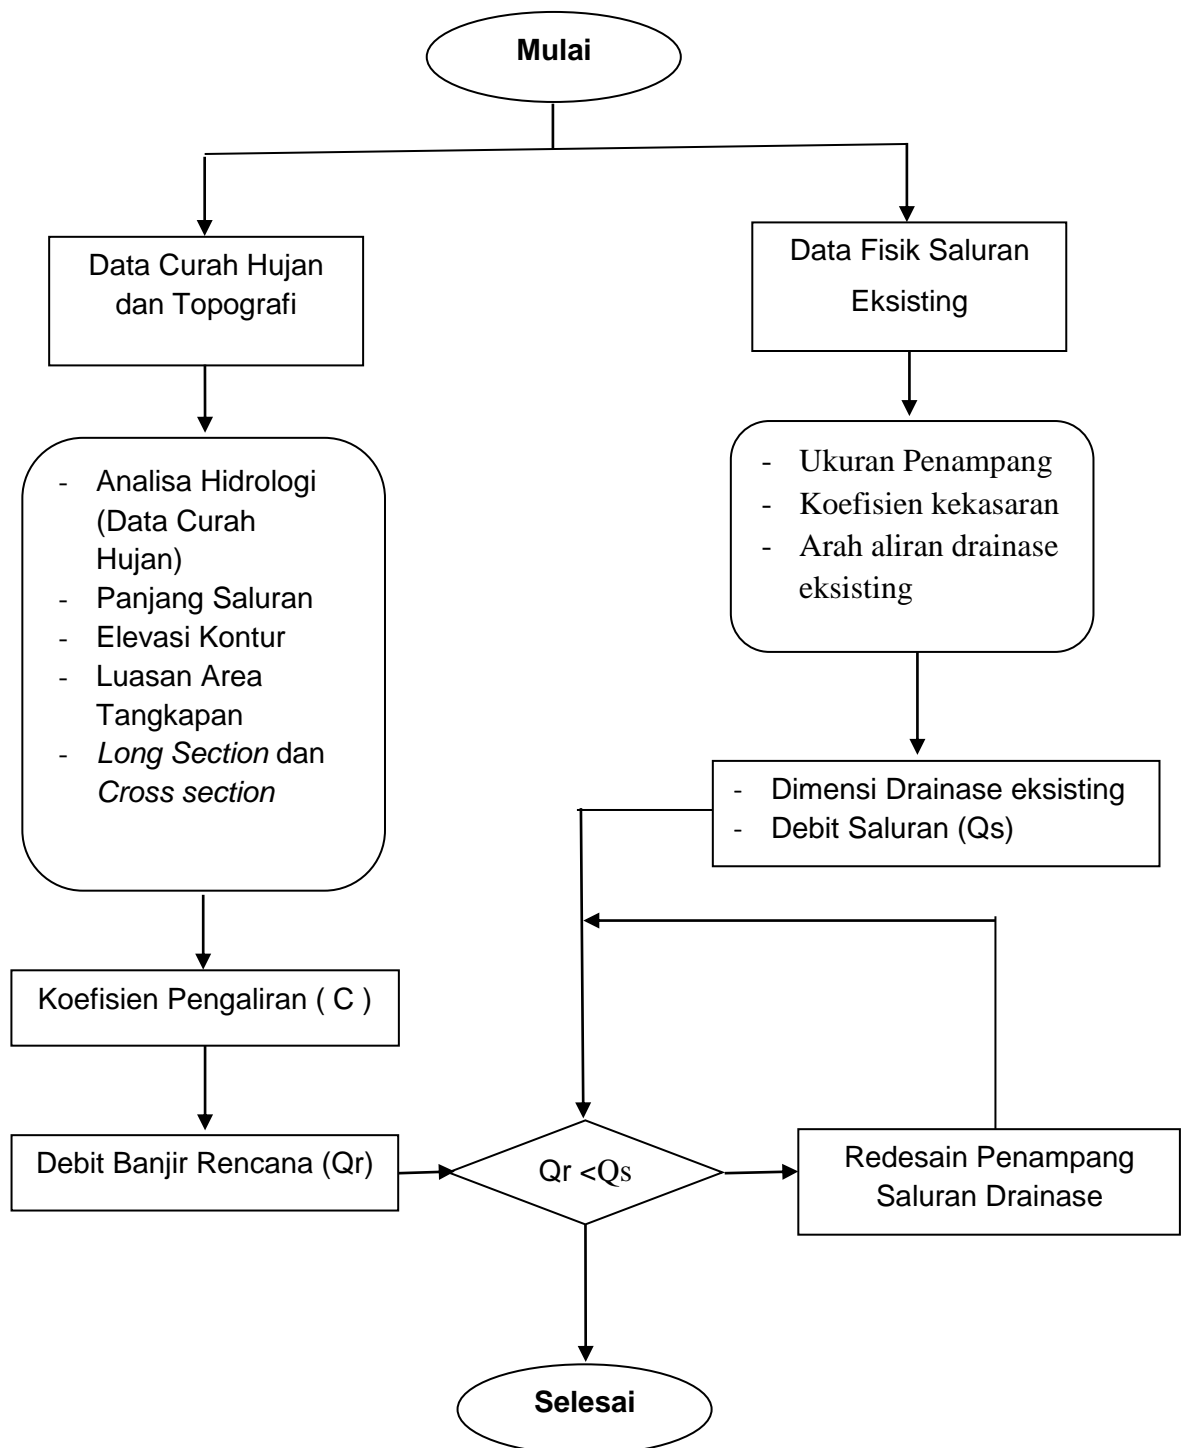 Mulai
Data Curah Hujan
dan Topografi
Data Fisik Saluran
Eksisting
- Analisa Hidrologi
(Data Curah
Hujan)
- Panjang Saluran
- Elevasi Kontur
- Luasan Area
Tangkapan
- Long Section dan
Cross section
- Ukuran Penampang
- Koefisien kekasaran
- Arah aliran drainase
eksisting
- Dimensi Drainase eksisting
- Debit Saluran (Qs)
Koefisien Pengaliran ( C )
Debit Banjir Rencana (Qr)
Qr <Qs
Redesain Penampang
Saluran Drainase
Selesai